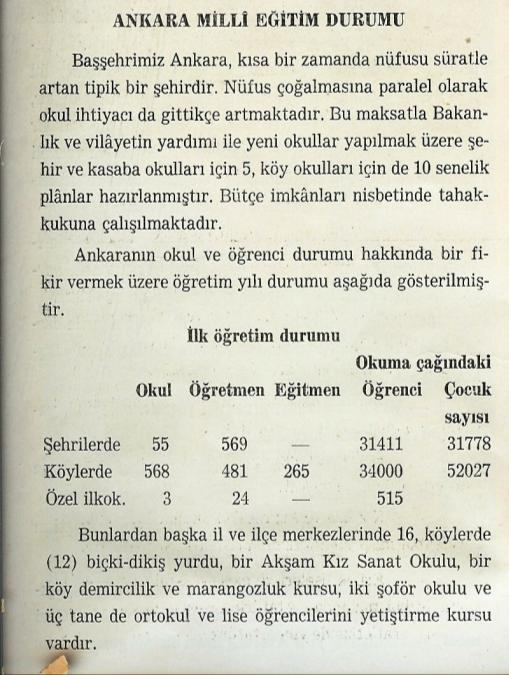 ANKARA MİLLÎ EĞİTİM DURUMU
Başşehrimiz Ankara, kısa bir zamanda nüfusu süratle
artan tipik bir şehirdir. Nüfus çoğalmasına paralel olarak
okul ihtiyacı da gittikçe artmaktadır. Bu maksatla Bakan-
lık ve vilâyetin yardımı ile yeni okullar yapılmak üzere şe-
hir ve kasaba okulları için 5, köy okulları için de 10 senelik
plânlar hazırlanmıştır. Bütçe imkânları nisbetinde tahak-
kukuna çalışılmaktadır.
Ankaranın okul ve öğrenci durumu hakkında bir fi-
kir vermek üzere öğretim yılı durumu aşağıda gösterilmiş-
tir.
İlk öğretim durumu
Okuma çağındaki
Okul Öğretmen Eğitmen Öğrenci Çocuk
sayısı
Şehrilerde 55 569 — 31411 31778
Köylerde 568 481 265 34000 52027
Özel ilkok. 3 24 — 515
Bunlardan başka il ve ilçe merkezlerinde 16, köylerde
(12) biçki-dikiş yurdu, bir Akşam Kız Sanat Okulu, bir
köy demircilik ve marangozluk kursu, iki şoför okulu ve
üç tane de ortokul ve lise öğrencilerini yetiştirme kursu
vardır.